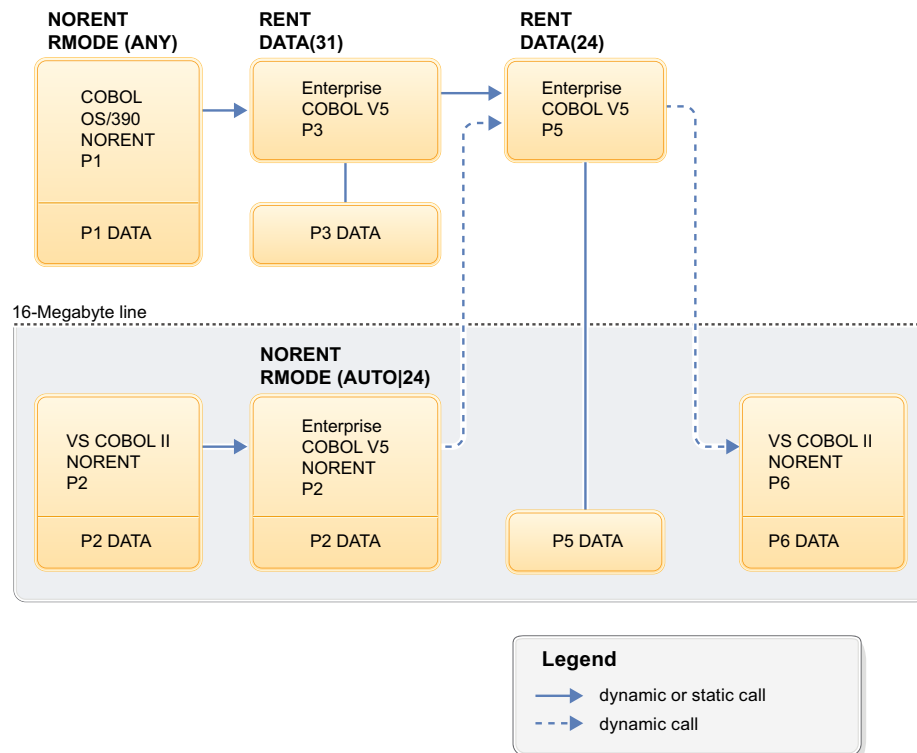 NORENT
RMODE (ANY)
RENT
DATA(31)
RENT
DATA(24)
COBOL
OS/390
NORENT
P1
P1 DATA
Enterprise
COBOL V5
P3
P3 DATA
Enterprise
COBOL V5
P5
16-Megabyte line
NORENT
RMODE (AUTO|24)
VS COBOL II
NORENT
P2
P2 DATA
Enterprise
COBOL V5
NORENT
P2
P2 DATA
P5 DATA
VS COBOL II
NORENT
P6
P6 DATA
Legend
dynamic or static call
dynamic call